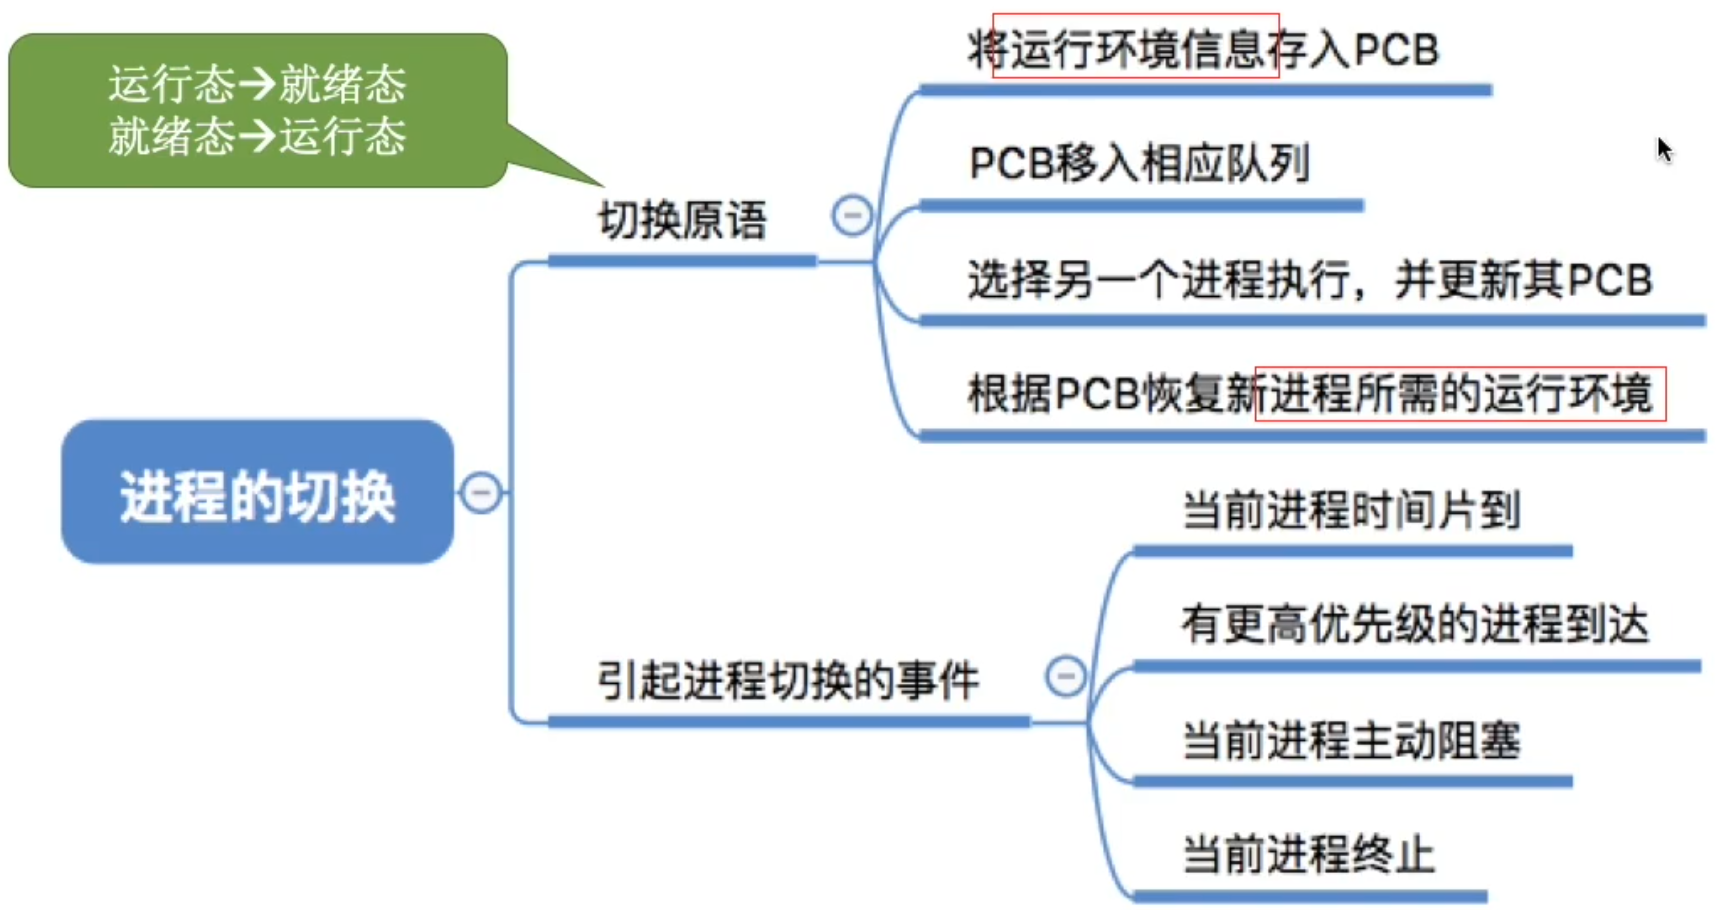 运行态→就绪态
就绪态→运行态
将运行环境信息存入PCB
PCB移入相应队列
切换原语
选择另一个进程执行，并更新其PCB
根据PCB恢复新进程所需的运行环境
进程的切换
当前进程时间片到
有更高优先级的进程到达
引起进程切换的事件
当前进程主动阻塞
当前进程终止